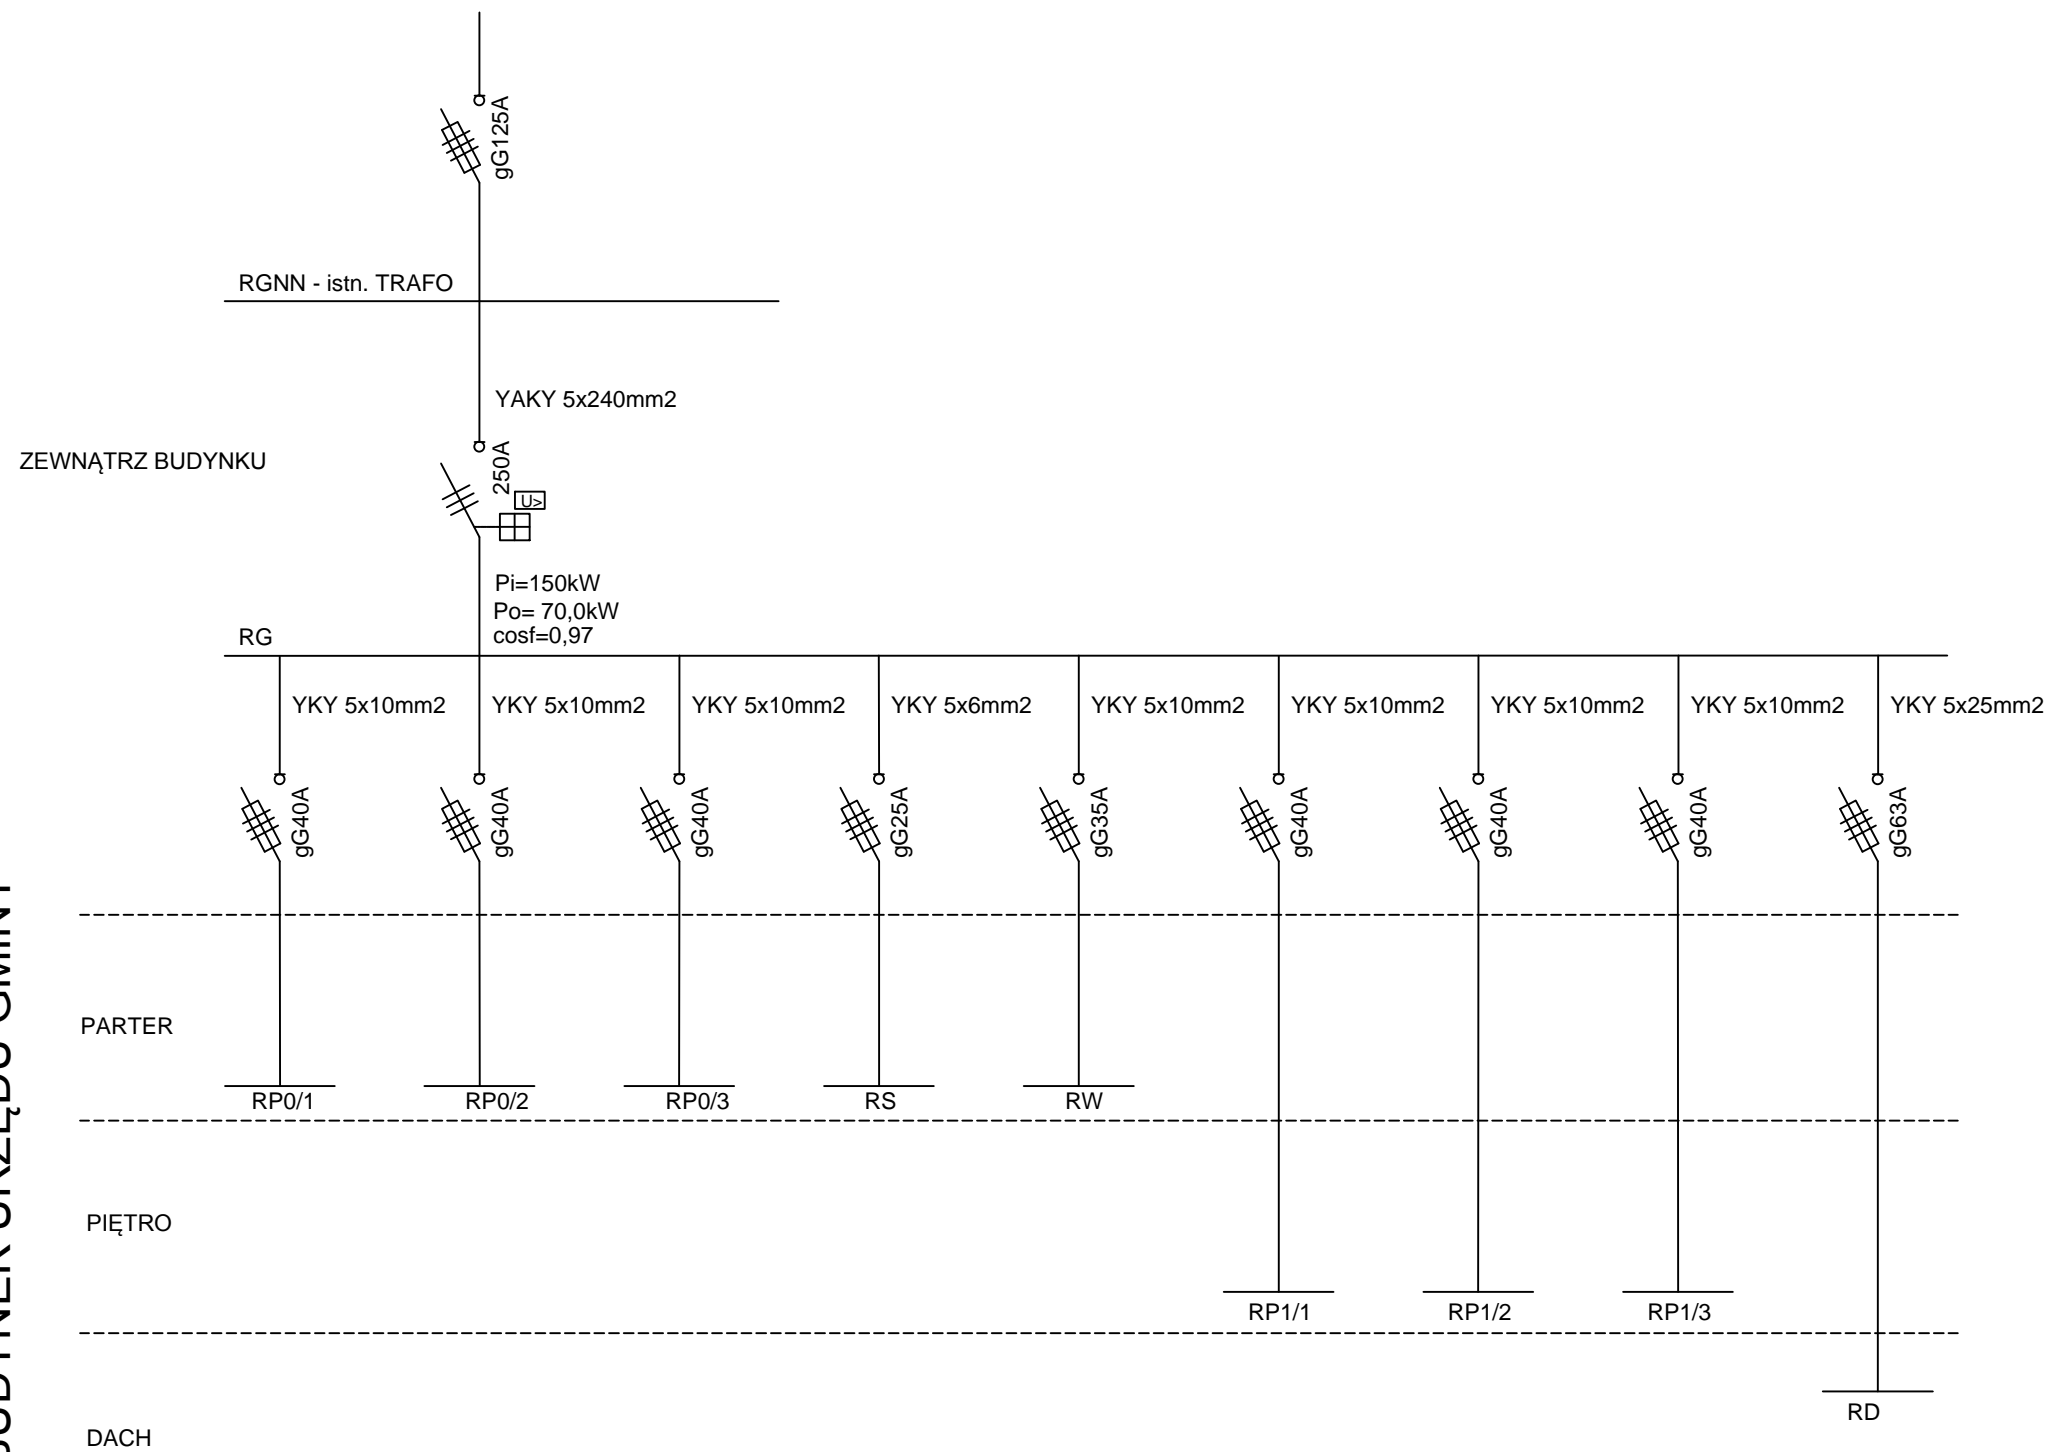 gG125A
RGNN - istn. TRAFO
YAKY 5x240mm2
ZEWNĄTRZ BUDYNKU
250A
U>
Pi=150kW
Po= 70,0kW
cosf=0,97
RG
YKY 5x10mm2 YKY 5x10mm2 YKY 5x10mm2 YKY 5x6mm2 YKY 5x10mm2 YKY 5x10mm2 YKY 5x10mm2 YKY 5x10mm2 YKY 5x25mm2
gG40A gG40A gG40A gG25A gG35A gG40A gG40A gG40A gG63A
PARTER
RP0/1 RP0/2 RP0/3 RS RW
PIĘTRO
RP1/1 RP1/2 RP1/3
RD
DACH